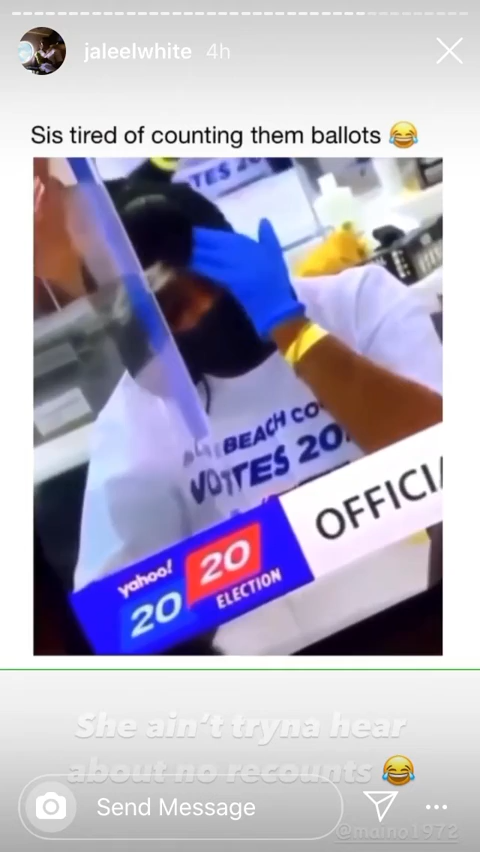 jaleelwhite 4h
Sis tired of counting them ballots 😂
BEACH CO
VOTES 20
yahoo!
20 20
ELECTION
OFFICI
She ain't tryna hear
about no recounts 😂
Send Message
@maino1972